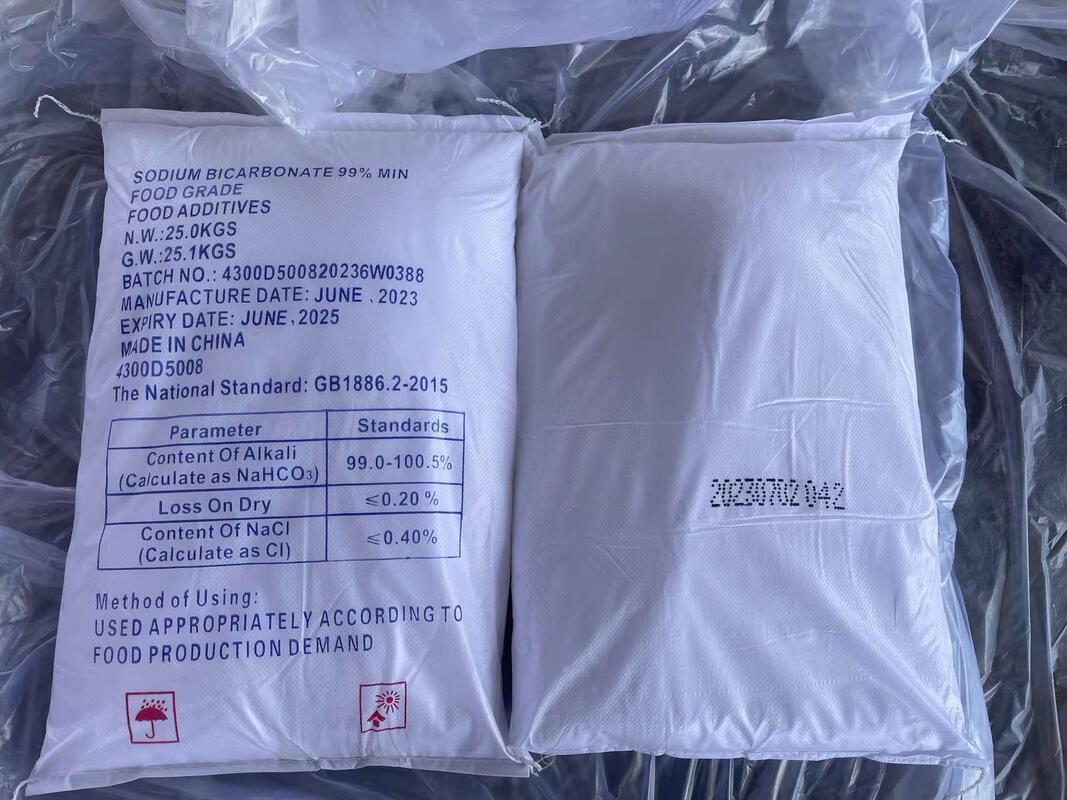 SODIUM BICARBONATE 99% MIN
FOOD GRADE
FOOD ADDITIVES
N.W.:25.0KGS
G.W.:25.1KGS
BATCH NO.: 4300D500820236W0388
MANUFACTURE DATE: JUNE , 2023
EXPIRY DATE: JUNE , 2025
MADE IN CHINA
4300D5008
The National Standard: GB1886.2-2015
Parameter Standards
Content Of Alkali
(Calculate as NaHCO₃) 99.0-100.5%
Loss On Dry ≤0.20 %
Content Of NaCl
(Calculate as Cl) ≤0.40%
Method of Using:
USED APPROPRIATELY ACCORDING TO
FOOD PRODUCTION DEMAND
20230702 042